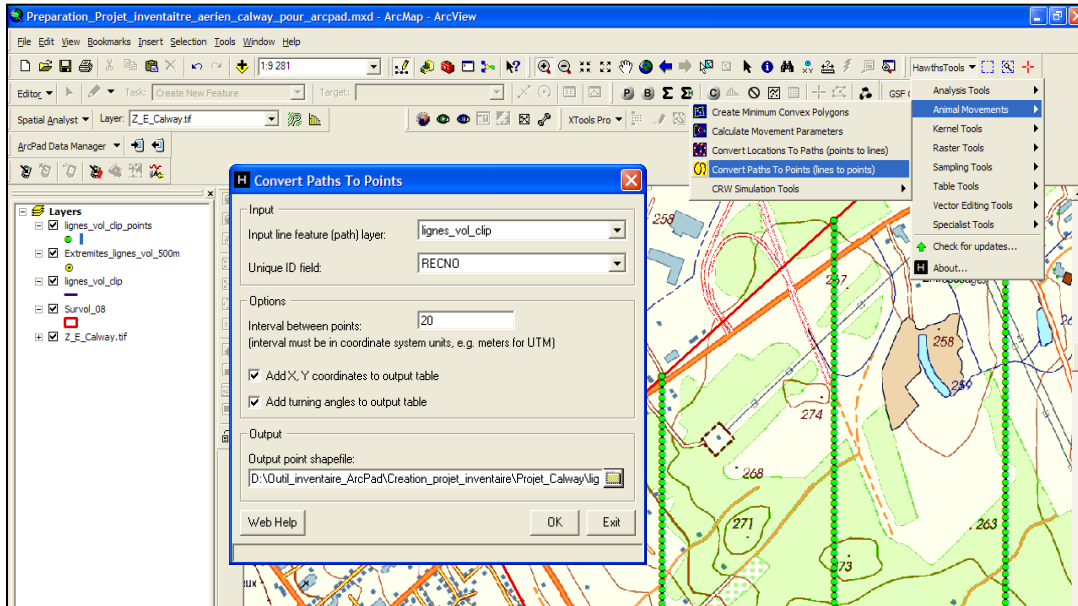 Preparation_Projet_inventaitre_aerien_calway_pour_arcpad.mxd - ArcMap - ArcView
File Edit View Bookmarks Insert Selection Tools Window Help
1:9 281
HawthsTools
Editor Task: Create New Feature Target:
GSF
Spatial Analyst Layer: Z_E_Calway.tif
XTools Pro
ArcPad Data Manager
Analysis Tools
Animal Movements
Kernel Tools
Raster Tools
Sampling Tools
Table Tools
Vector Editing Tools
Specialist Tools
Check for updates...
About...
Create Minimum Convex Polygons
Calculate Movement Parameters
Convert Locations To Paths (points to lines)
Convert Paths To Points (lines to points)
CRW Simulation Tools
Layers
lignes_vol_clip_points
Extremites_lignes_vol_500m
lignes_vol_clip
Survol_08
Z_E_Calway.tif
Convert Paths To Points
Input
Input line feature (path) layer: lignes_vol_clip
Unique ID field: RECNO
Options
Interval between points: 20
(interval must be in coordinate system units, e.g. meters for UTM)
Add X, Y coordinates to output table
Add turning angles to output table
Output
Output point shapefile:
D:\Outil_inventaire_ArcPad\Creation_projet_inventaire\Projet_Calway\lig
Web Help OK Exit
258
267
258
259
274
268
271
263
273